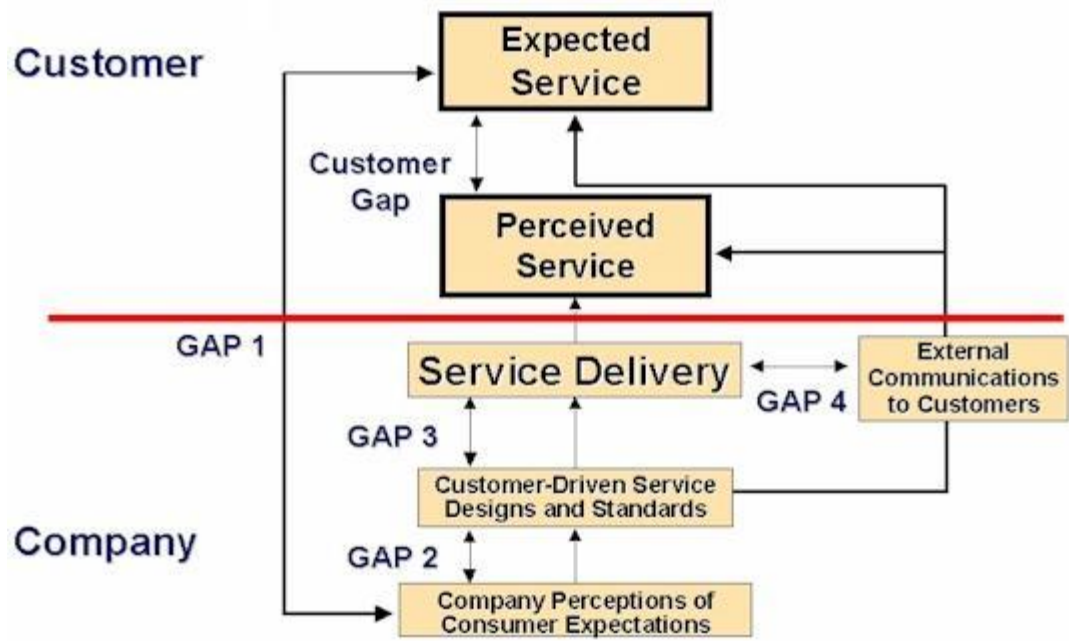 Customer
Expected
Service
Customer
Gap
Perceived
Service
GAP 1
Service Delivery
GAP 4
External
Communications
to Customers
GAP 3
Customer-Driven Service
Designs and Standards
Company
GAP 2
Company Perceptions of
Consumer Expectations